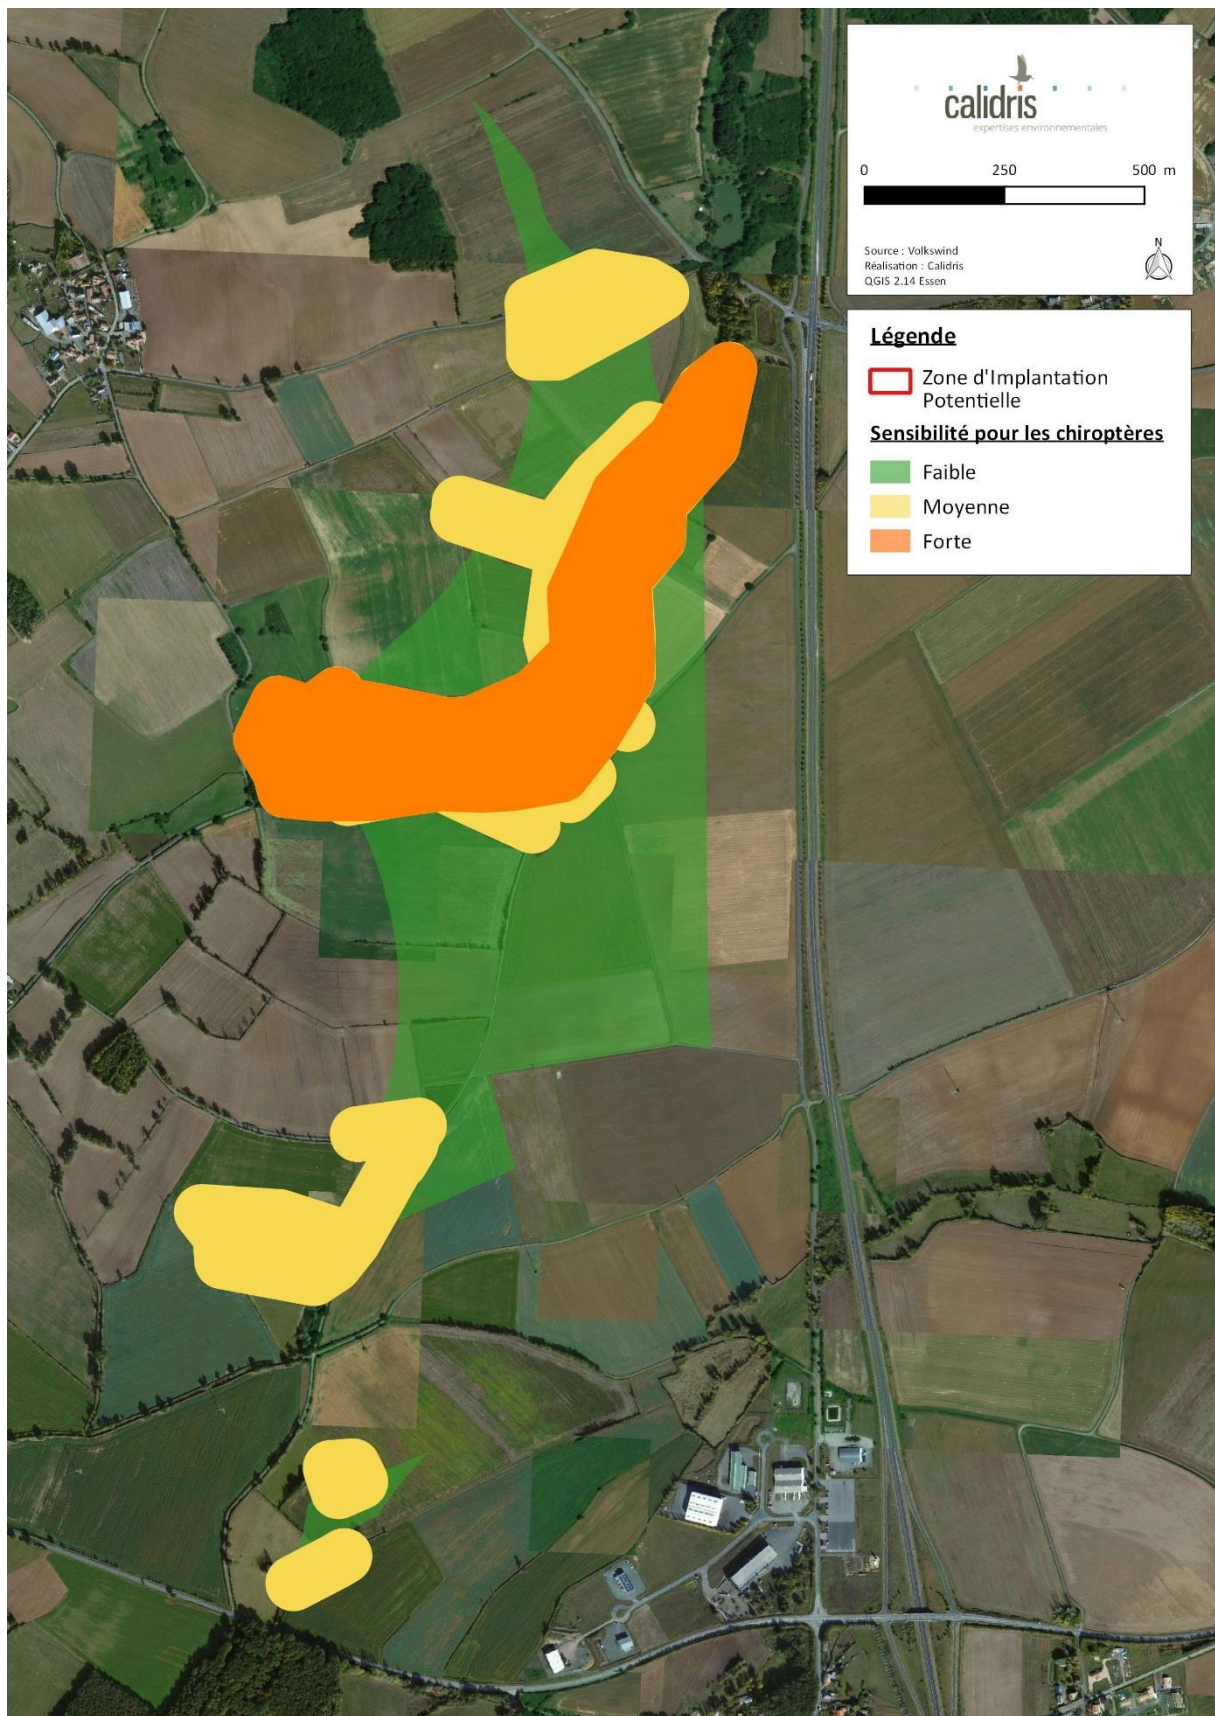 calidris
expertises environnementales
0 250 500 m
Source : Volkswind
Réalisation : Calidris
QGIS 2.14 Essen
N
Légende
Zone d'Implantation
Potentielle
Sensibilité pour les chiroptères
Faible
Moyenne
Forte